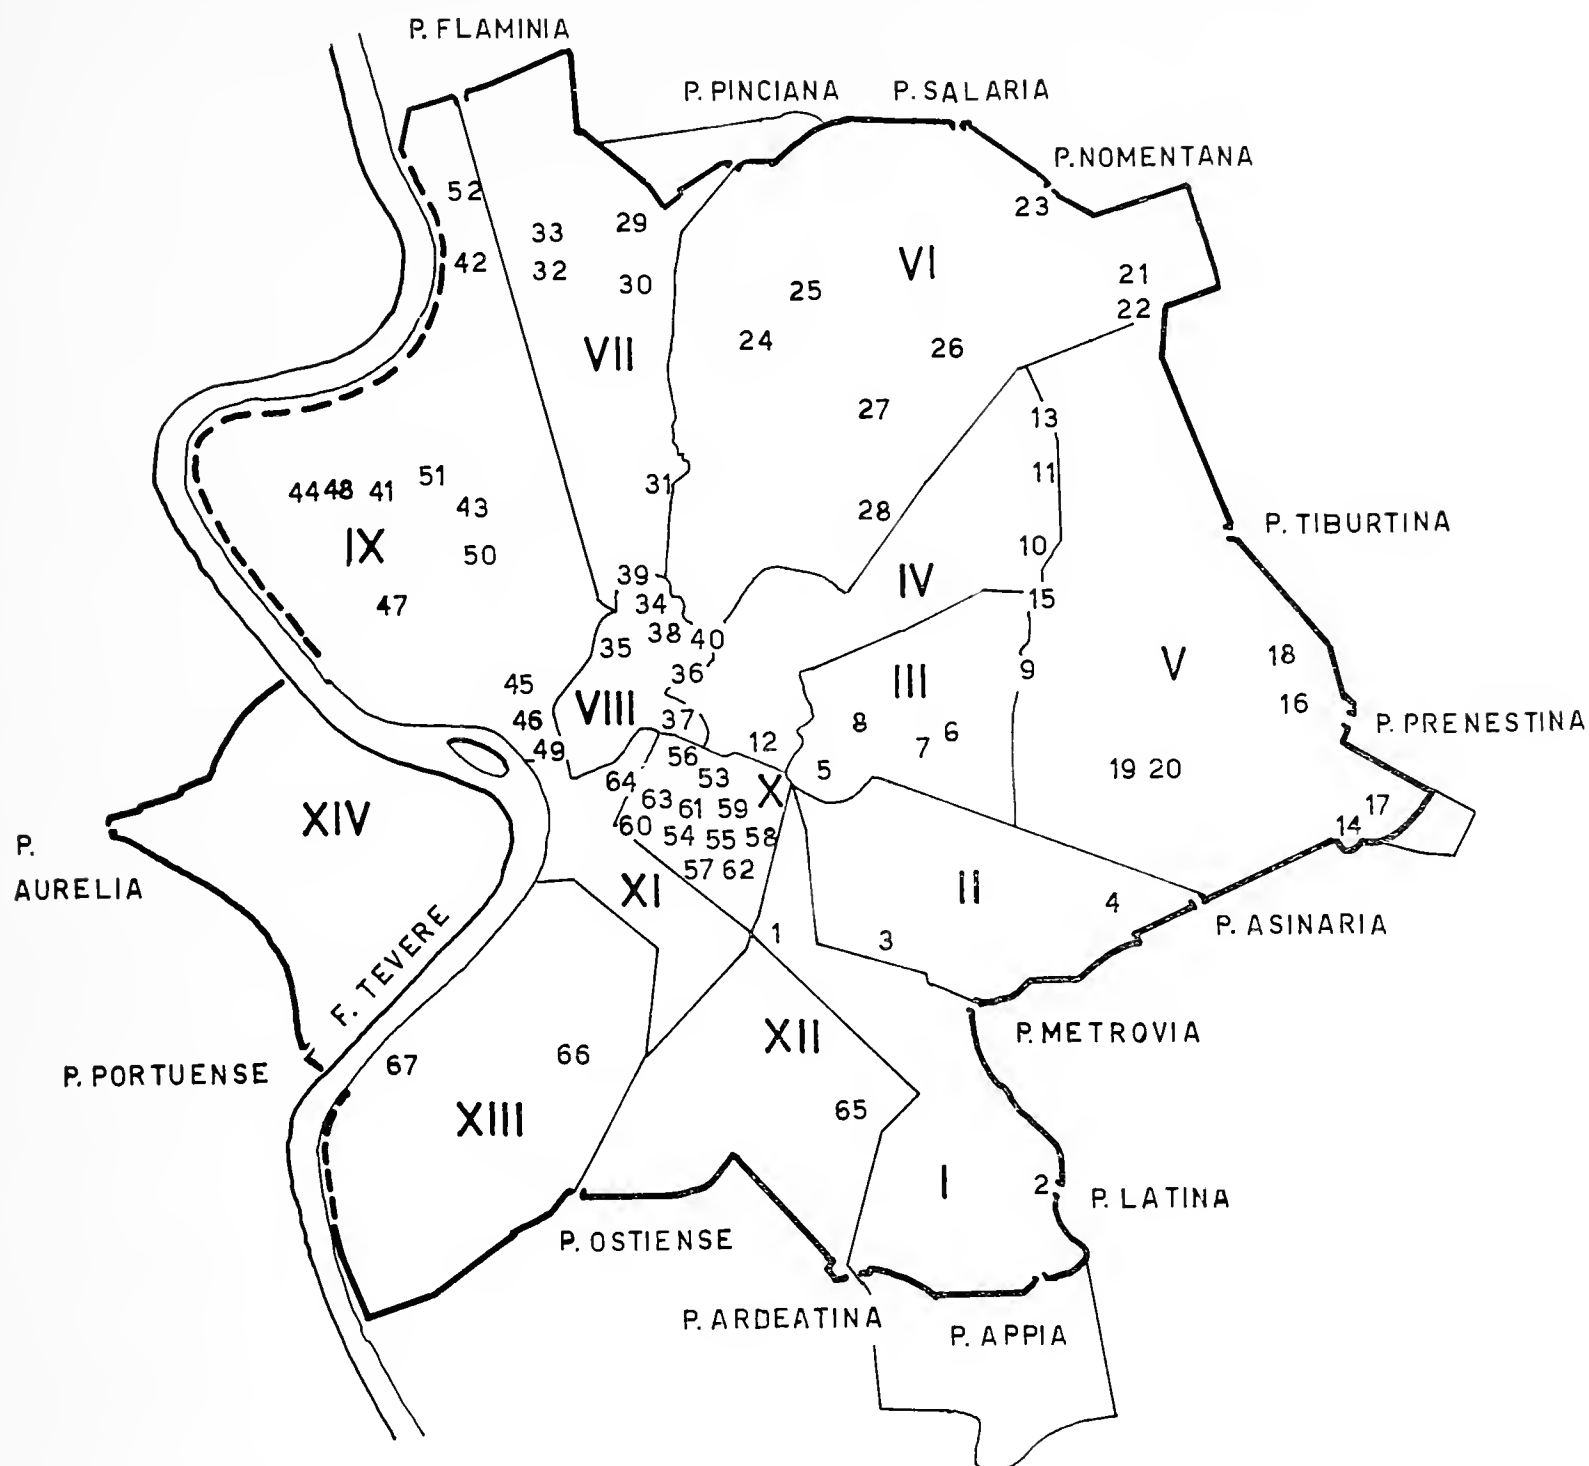 P. FLAMINIA
P. PINCIANA P. SALARIA
P. NOMENTANA
52
33 29
23
42 32 30
VI
21
25
22
24 26
VII
27
13
51
11
44 48 41
31
43
28
P. TIBURTINA
IX
50
10
39
IV
47
34
15
38 40
35
18
36
9
V
III
45
16
VIII
46 37
8
7 6
P. PRENESTINA
49
56
12
64
53
5
19 20
X
63 61 59
17
XIV
60
54 55 58
14
P.
AURELIA
57 62
XI
II
4
F. TEVERE
1
3
P. ASINARIA
XII
P. METROVIA
67
66
P. PORTUENSE
XIII
65
I
2
P. LATINA
P. OSTIENSE
P. ARDEATINA
P. APPIA